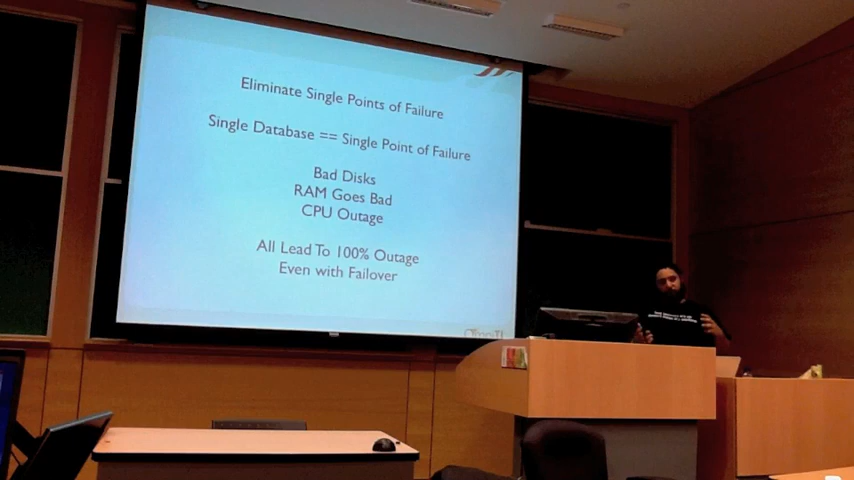 Eliminate Single Points of Failure
Single Database == Single Point of Failure
Bad Disks
RAM Goes Bad
CPU Outage
All Lead To 100% Outage
Even with Failover